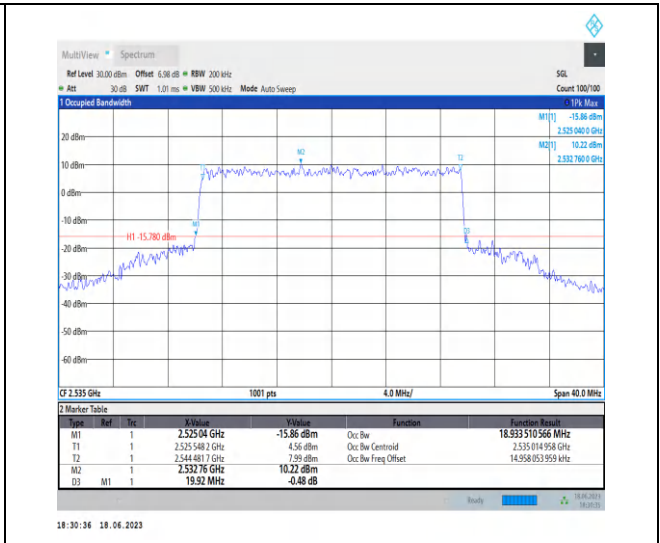 MultiView Spectrum
Ref Level 30.00 dBm Offset 6.98 dB RBW 200 kHz SGL
Att 30 dB SWT 1.01 ms VBW 500 kHz Mode Auto Sweep Count 100/100
1 Occupied Bandwidth 1Pk Max
M1[1] -15.86 dBm
2.525 040 0 GHz
M2[1] 10.22 dBm
2.532 760 0 GHz
20 dBm
M2
T1
T2
10 dBm
0 dBm
-10 dBm
M1
D3
H1 -15.780 dBm
-20 dBm
-30 dBm
-40 dBm
-50 dBm
-60 dBm
CF 2.535 GHz 1001 pts 4.0 MHz/ Span 40.0 MHz
2 Marker Table
Type Ref Trc X-Value Y-Value Function Function Result
M1 1 2.525 04 GHz -15.86 dBm Occ Bw 18.933 510 566 MHz
T1 1 2.525 548 2 GHz 4.56 dBm Occ Bw Centroid 2.535 014 958 GHz
T2 1 2.544 481 7 GHz 7.99 dBm Occ Bw Freq Offset 14.958 053 959 kHz
M2 1 2.532 76 GHz 10.22 dBm
D3 M1 1 19.92 MHz -0.48 dB
Ready 18.06.2023
18:30:35
18:30:36 18.06.2023